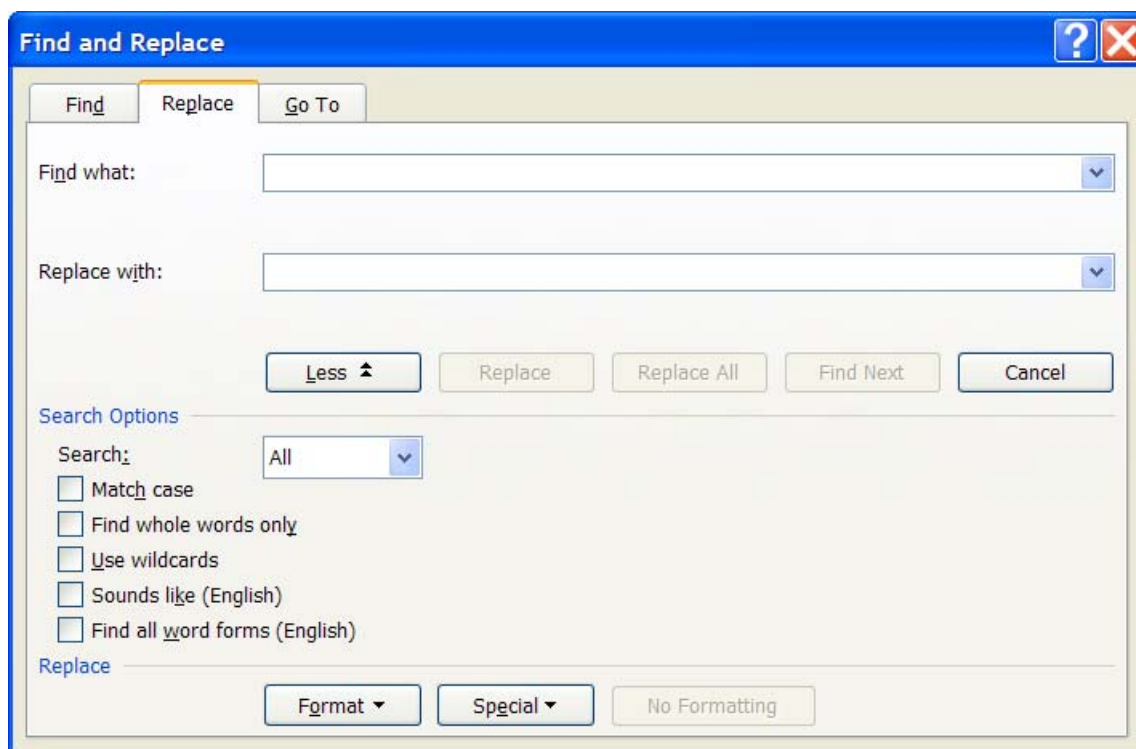 Find and Replace
Find Replace Go To
Find what:
Replace with:
Less Replace Replace All Find Next Cancel
Search Options
Search: All
Match case
Find whole words only
Use wildcards
Sounds like (English)
Find all word forms (English)
Replace
Format Special No Formatting